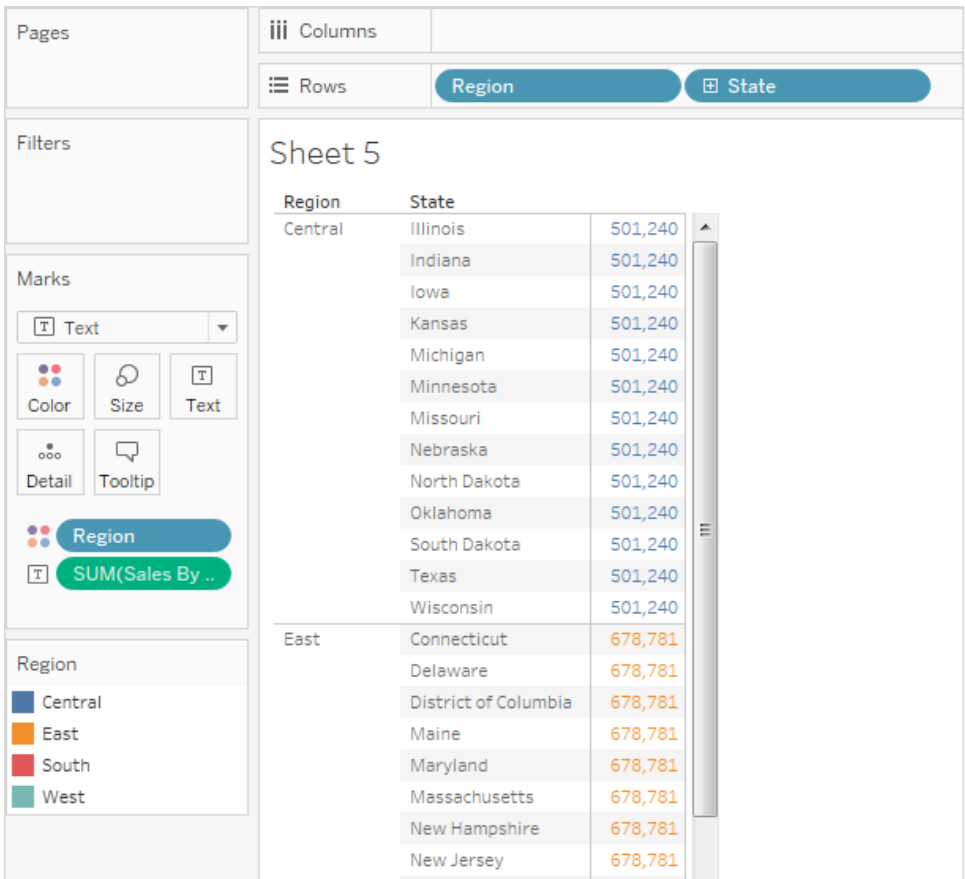 Pages
Columns
Rows Region State
Filters
Sheet 5
Region State
Central Illinois 501,240
Indiana 501,240
Iowa 501,240
Kansas 501,240
Michigan 501,240
Minnesota 501,240
Missouri 501,240
Nebraska 501,240
North Dakota 501,240
Oklahoma 501,240
South Dakota 501,240
Texas 501,240
Wisconsin 501,240
East Connecticut 678,781
Delaware 678,781
District of Columbia 678,781
Maine 678,781
Maryland 678,781
Massachusetts 678,781
New Hampshire 678,781
New Jersey 678,781
Marks
T Text
Color Size T Text
Detail Tooltip
Region
T SUM(Sales By ..
Region
Central
East
South
West